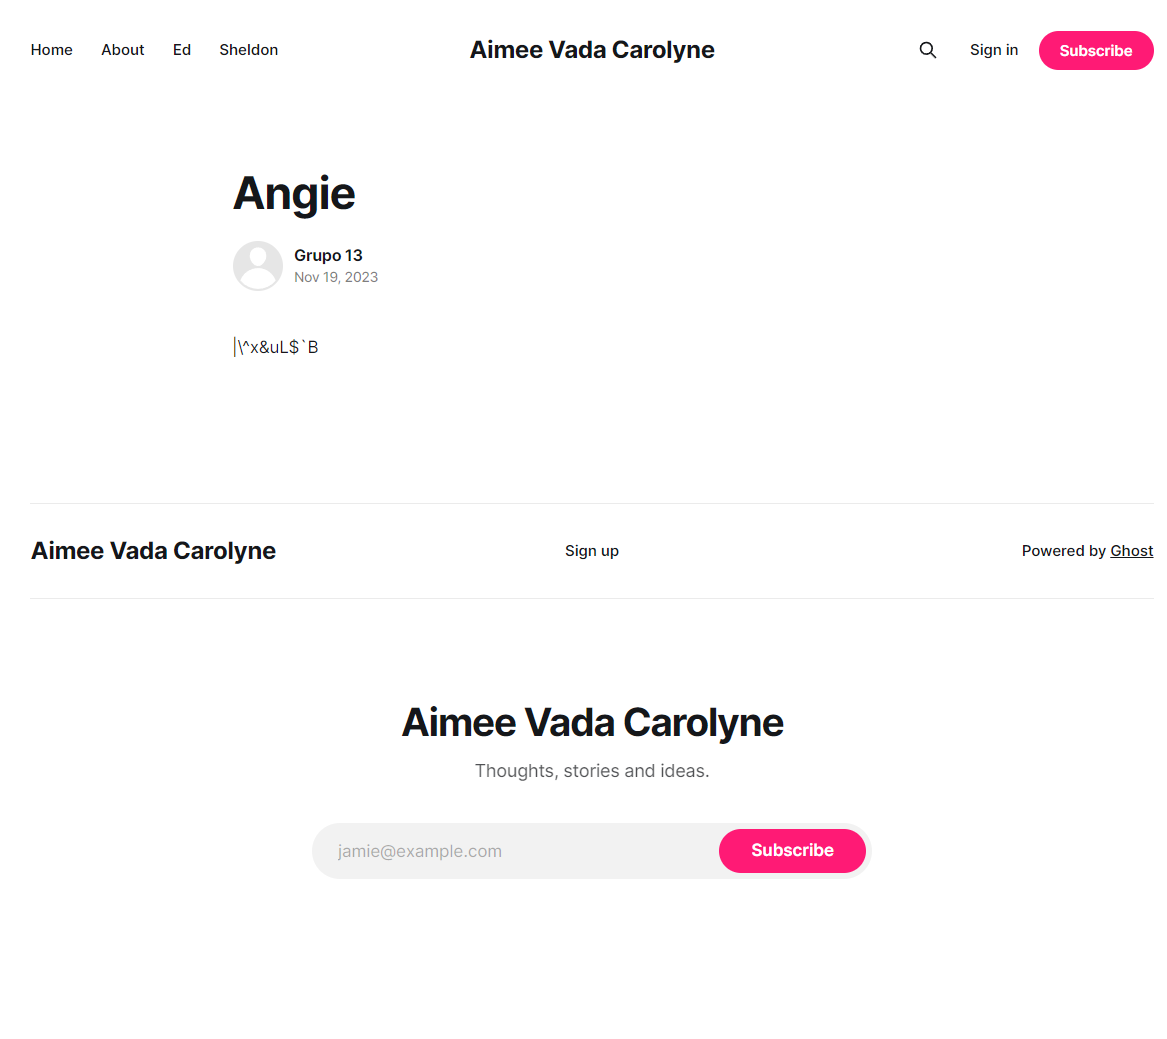 Home About Ed Sheldon Aimee Vada Carolyne Sign in Subscribe
Angie
Grupo 13
Nov 19, 2023
|\^x&uL$`B
Aimee Vada Carolyne Sign up Powered by Ghost
Aimee Vada Carolyne
Thoughts, stories and ideas.
jamie@example.com Subscribe